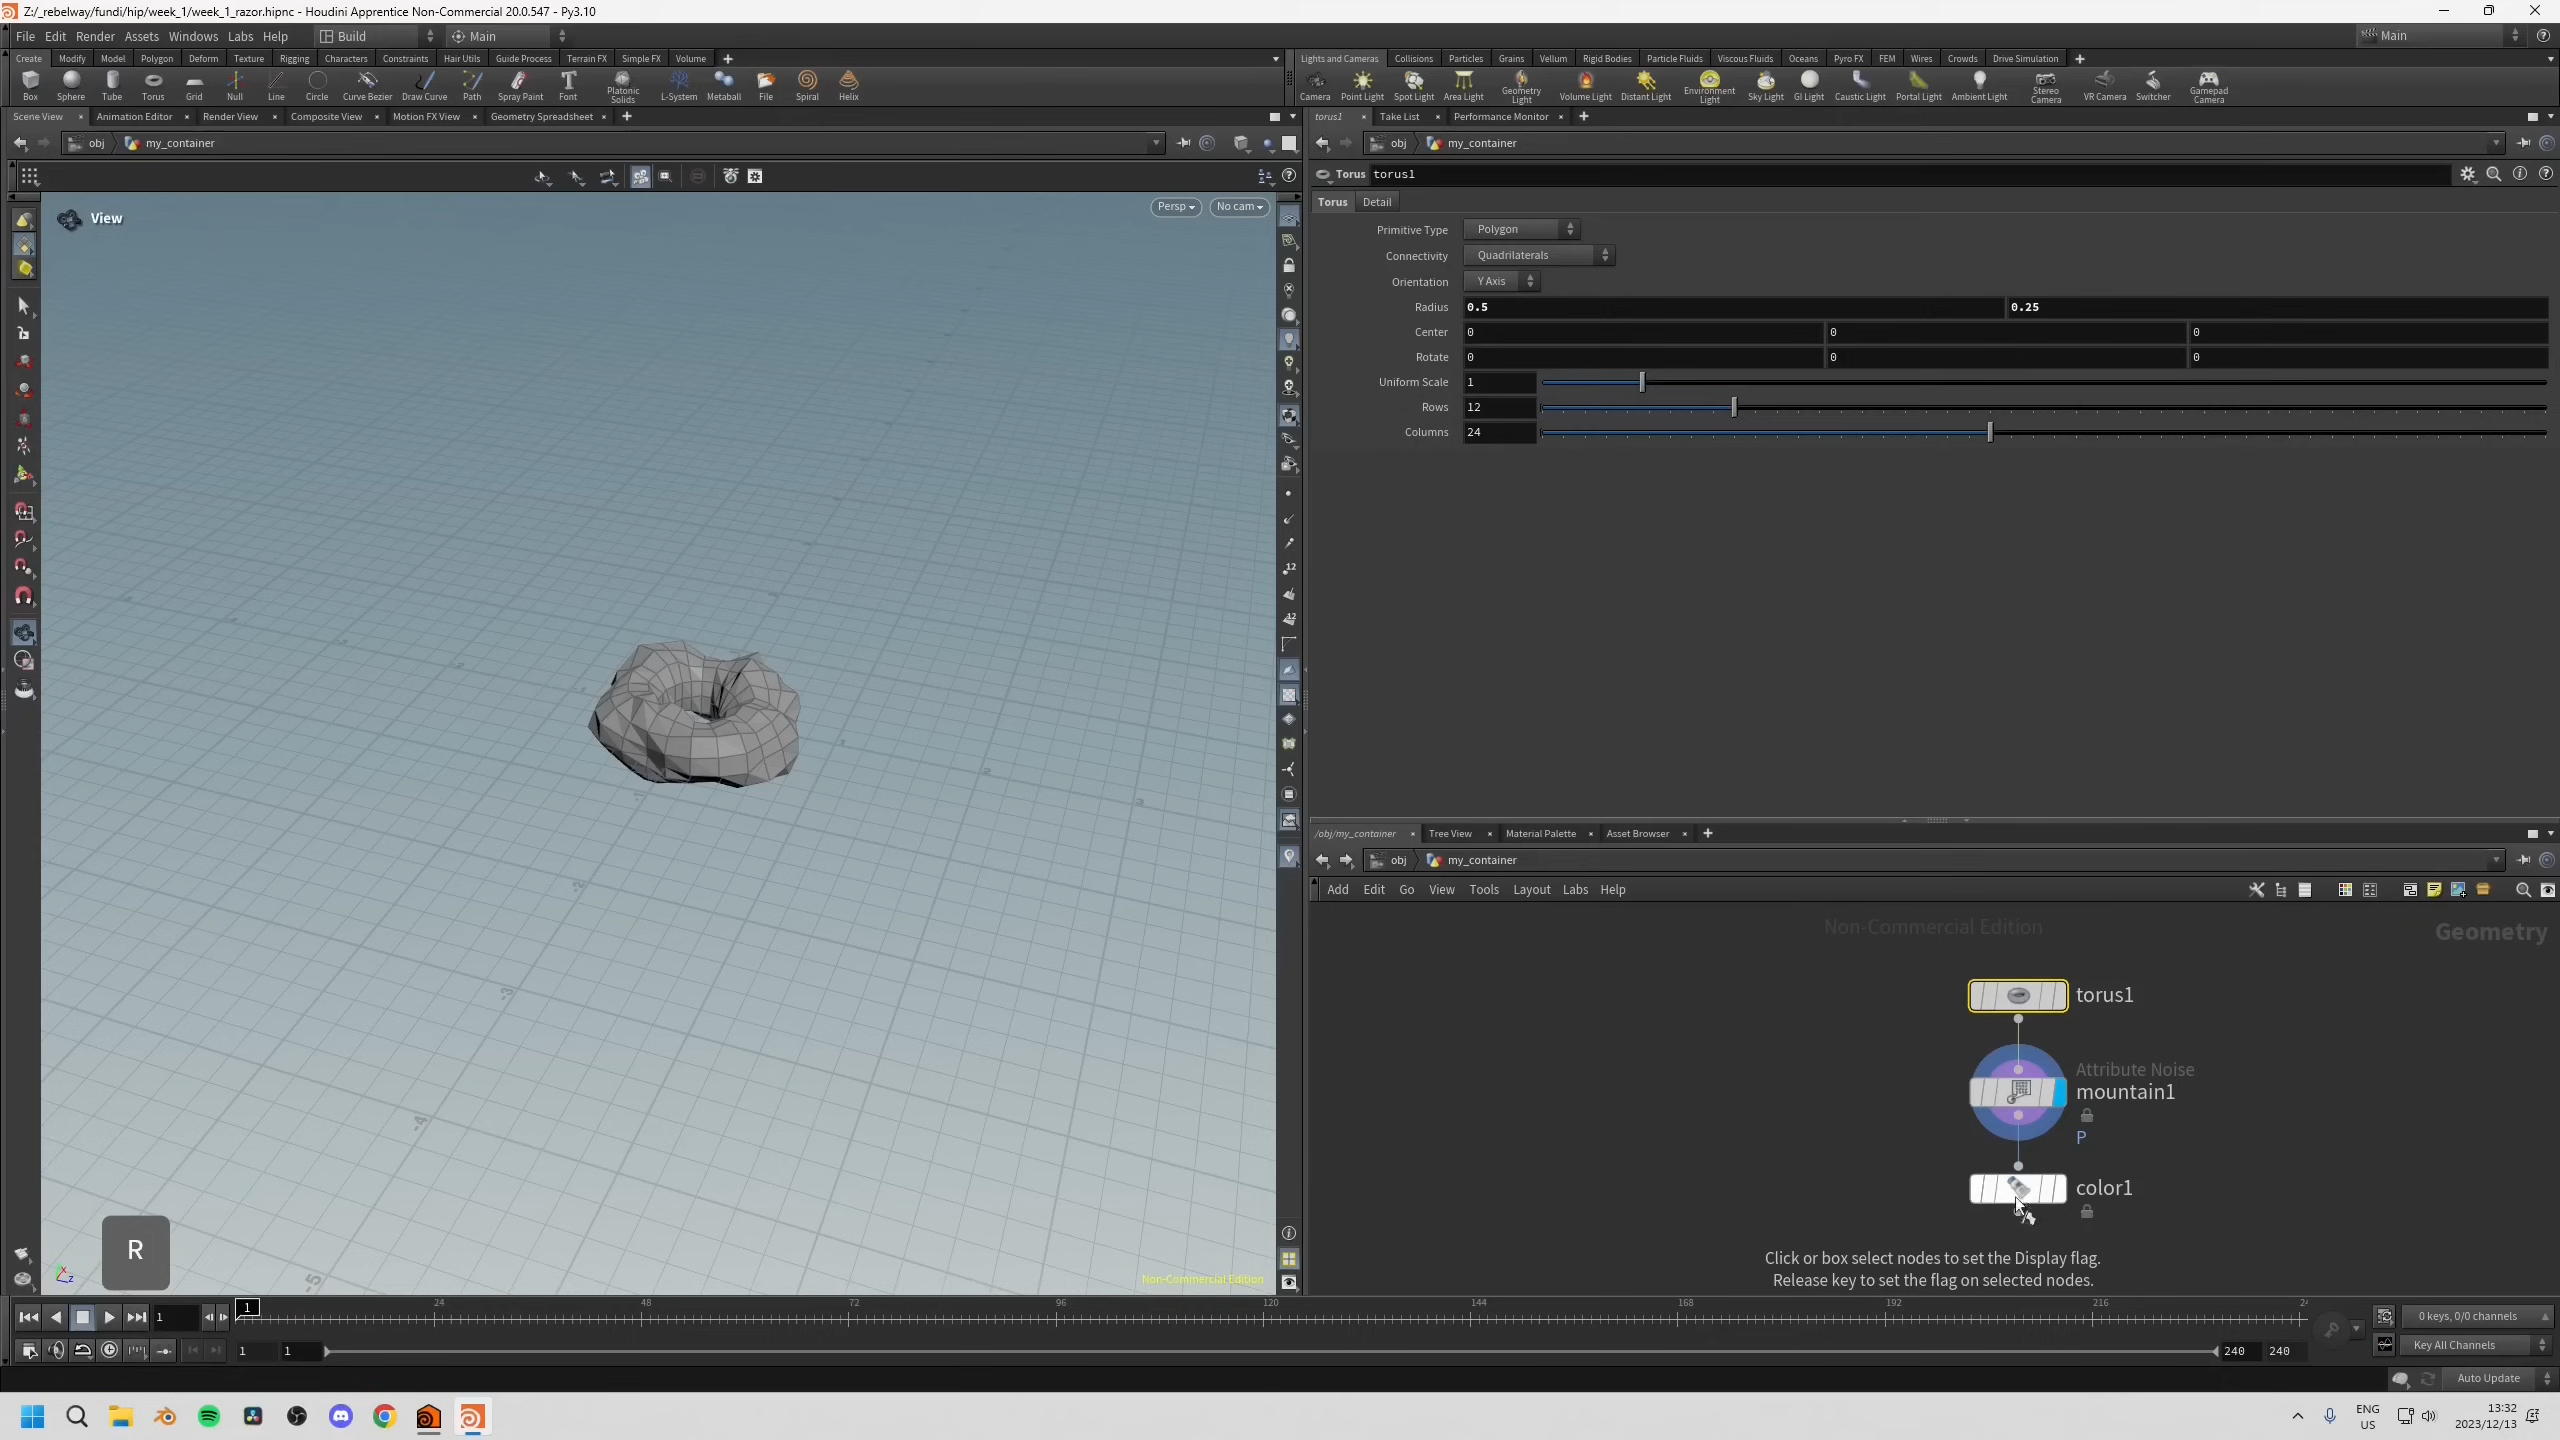 Z:/_rebelway/fundi/hip/week_1/week_1_razor.hipnc - Houdini Apprentice Non-Commercial 20.0.547 - Py3.10
File Edit Render Assets Windows Labs Help Build Main Main
Create Modify Model Polygon Deform Texture Rigging Characters Constraints Hair Utils Guide Process Terrain FX Simple FX Volume
Lights and Cameras Collisions Particles Grains Vellum Rigid Bodies Particle Fluids Viscous Fluids Oceans Pyro FX FEM Wires Crowds Drive Simulation
Box Sphere Tube Torus Grid Null Line Circle Curve Bezier Draw Curve Path Spray Paint Font Platonic Solids L-System Metaball File Spiral Helix
Camera Point Light Spot Light Area Light Geometry Light Volume Light Distant Light Environment Light Sky Light GI Light Caustic Light Portal Light Ambient Light Stereo Camera VR Camera Switcher Gamepad Camera
Scene View Animation Editor Render View Composite View Motion FX View Geometry Spreadsheet
torus1 Take List Performance Monitor
obj my_container
obj my_container
Torus torus1
View
Persp No cam
Torus Detail
Primitive Type Polygon
Connectivity Quadrilaterals
Orientation Y Axis
Radius 0.5 0.25
Center 0 0 0
Rotate 0 0 0
Uniform Scale 1
Rows 12
Columns 24
/obj/my_container Tree View Material Palette Asset Browser
obj my_container
Add Edit Go View Tools Layout Labs Help
Non-Commercial Edition
Geometry
torus1
Attribute Noise
mountain1
P
color1
Click or box select nodes to set the Display flag.
Release key to set the flag on selected nodes.
R
Non-Commercial Edition
1 1 24 48 72 96 120 144 168 192 216
0 keys, 0/0 channels
1 1 240 240
Key All Channels
Auto Update
ENG
US
13:32
2023/12/13